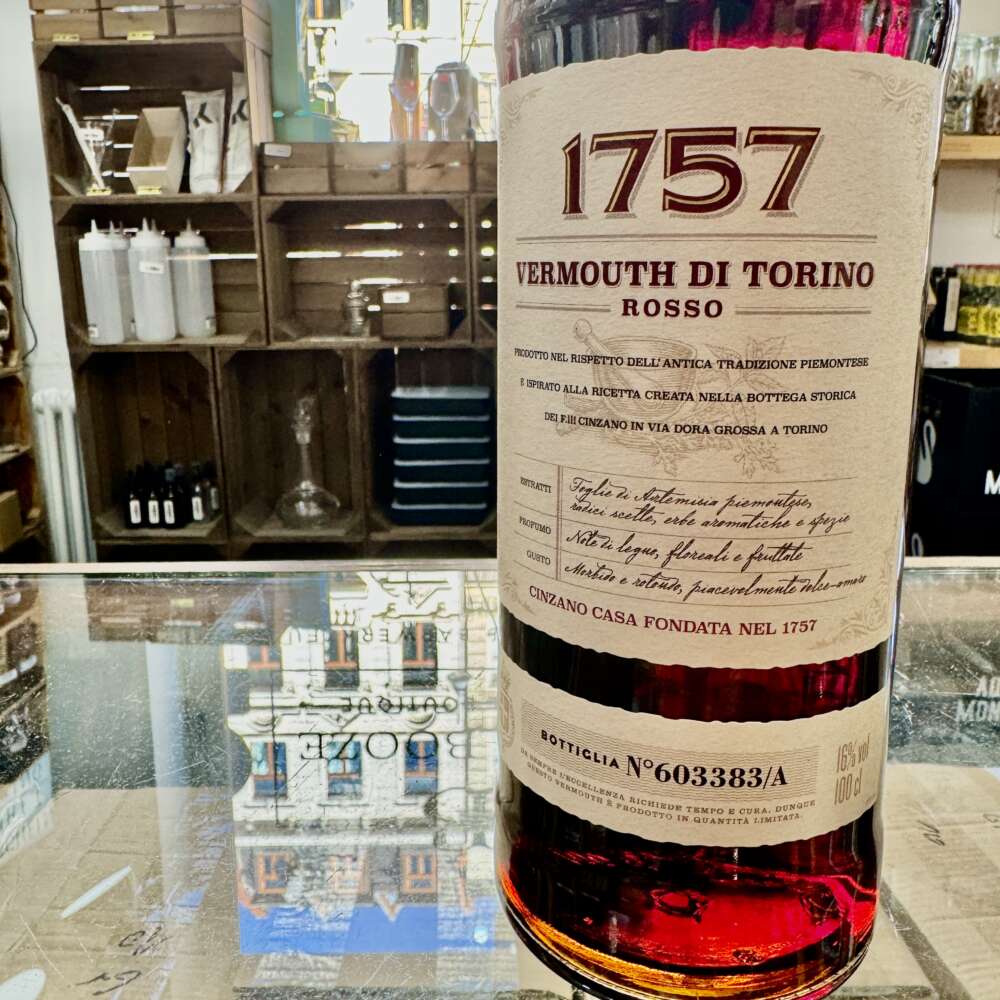 1757
VERMOUTH DI TORINO
ROSSO
PRODOTTO NEL RISPETTO DELL'ANTICA TRADIZIONE PIEMONTESE
E ISPIRATO ALLA RICETTA CREATA NELLA BOTTEGA STORICA
DEI F.lli CINZANO IN VIA DORA GROSSA A TORINO
ESTRATTI Foglie di Artemisia piemontese,
radici scelte, erbe aromatiche e spezie
PROFUMO Note di legno, floreali e fruttate
GUSTO Morbido e rotondo, piacevolmente dolce-amaro
CINZANO CASA FONDATA NEL 1757
BOTTIGLIA N°603383/A
DA SEMPRE L'ECCELLENZA RICHIEDE TEMPO E CURA, DUNQUE
QUESTO VERMOUTH È PRODOTTO IN QUANTITÀ LIMITATA.
16% vol
100 cl
BOOZE